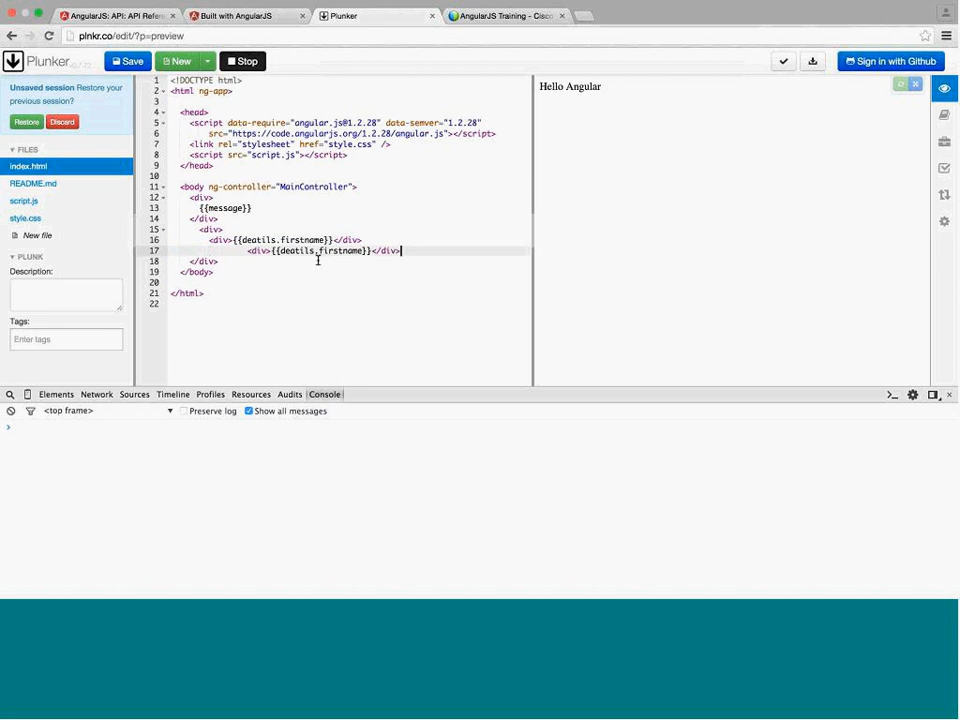 AngularJS: API: API Refere
Built with AngularJS
Plunker
AngularJS Training - Cisco
plnkr.co/edit/?p=preview
Plunker
Save
New
Stop
Sign in with Github
Unsaved session Restore your
previous session?
Restore
Discard
FILES
index.html
README.md
script.js
style.css
New file
PLUNK
Description:
Tags:
Enter tags
1 <!DOCTYPE html>
2 <html ng-app>
3
4 <head>
5 <script data-require="angular.js@1.2.28" data-semver="1.2.28"
6 src="https://code.angularjs.org/1.2.28/angular.js"></script>
7 <link rel="stylesheet" href="style.css" />
8 <script src="script.js"></script>
9 </head>
10
11 <body ng-controller="MainController">
12 <div>
13 {{message}}
14 </div>
15 <div>
16 <div>{{deatils.firstname}}</div>
17 <div>{{deatils.firstname}}</div>
18 </div>
19 </body>
20
21 </html>
22
Hello Angular
Elements Network Sources Timeline Profiles Resources Audits Console
<top frame>
Preserve log
Show all messages